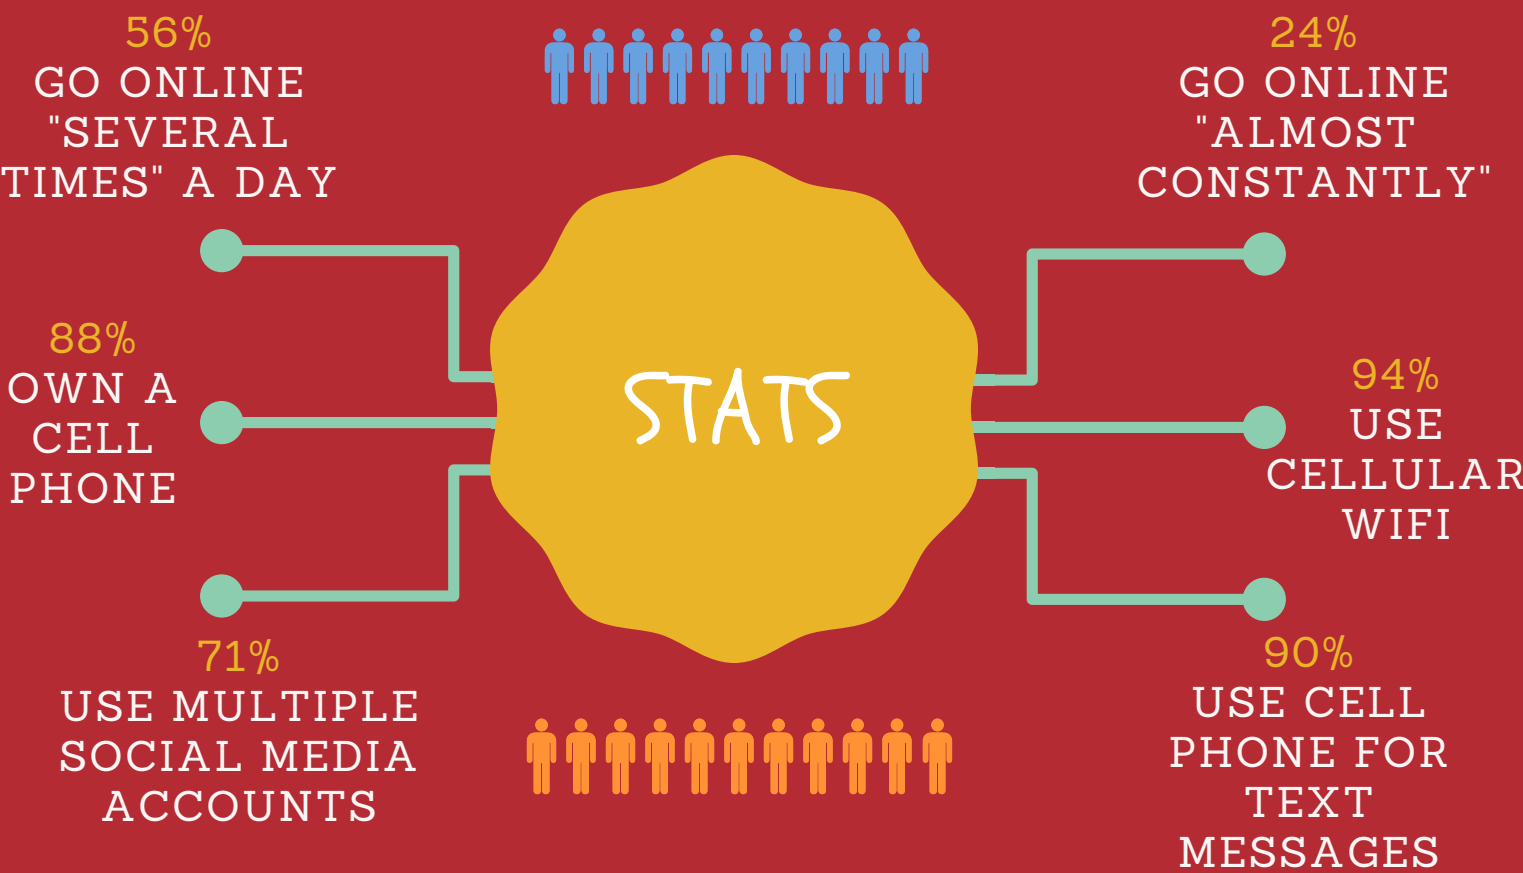 56%
GO ONLINE
"SEVERAL
TIMES" A DAY
88%
OWN A
CELL
PHONE
71%
USE MULTIPLE
SOCIAL MEDIA
ACCOUNTS
STATS
24%
GO ONLINE
"ALMOST
CONSTANTLY"
94%
USE
CELLULAR
WIFI
90%
USE CELL
PHONE FOR
TEXT
MESSAGES